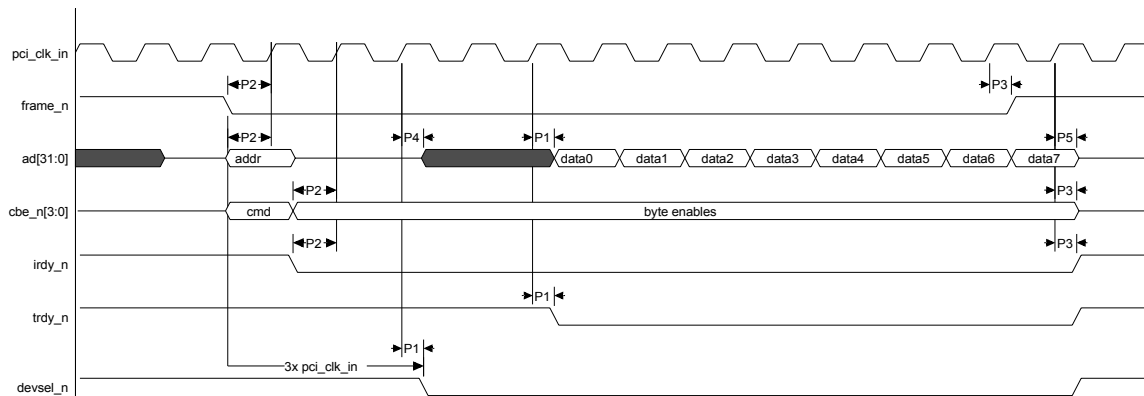 pci_clk_in
P2 P3
frame_n
P2 P4 P1 P5
ad[31:0] addr data0 data1 data2 data3 data4 data5 data6 data7
P2 P3
cbe_n[3:0] cmd byte enables
P2 P3
irdy_n
P1
trdy_n
P1
3x pci_clk_in
devsel_n